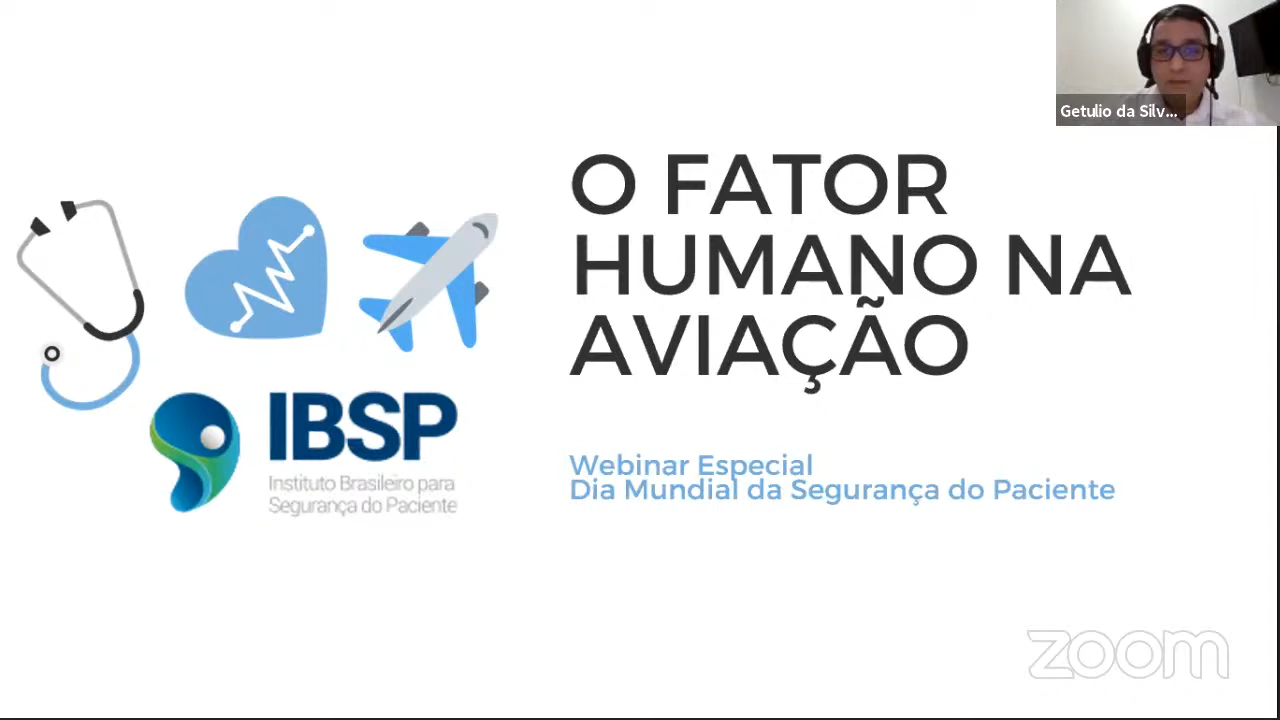 Getulio da Silv...
O FATOR
HUMANO NA
AVIAÇÃO
IBSP
Instituto Brasileiro para
Segurança do Paciente
Webinar Especial
Dia Mundial da Segurança do Paciente
zoom